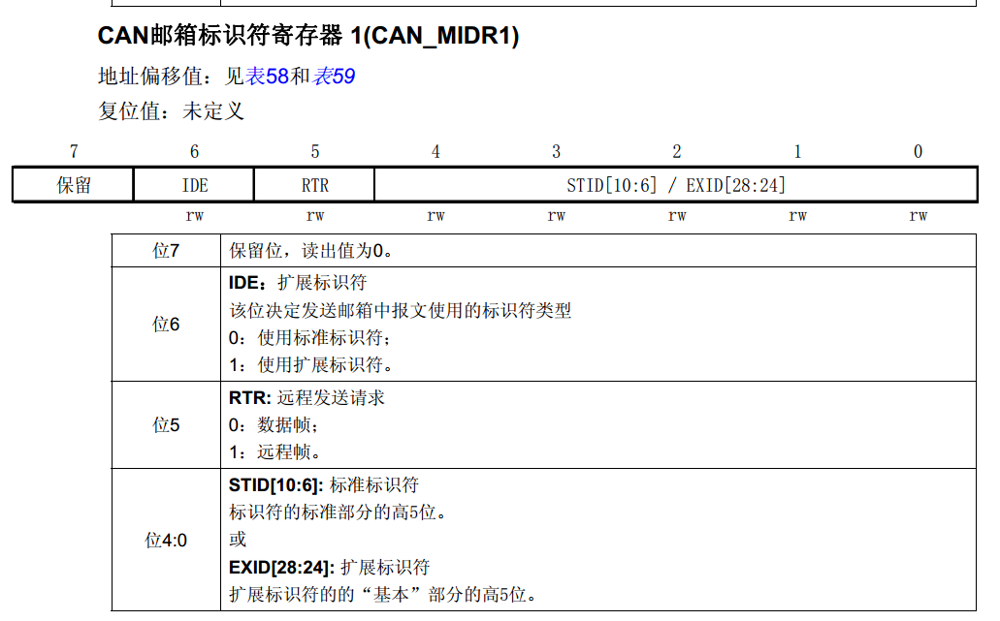 CAN邮箱标识符寄存器 1(CAN_MIDR1)
地址偏移值：见表58和表59
复位值：未定义
7 6 5 4 3 2 1 0
保留 IDE RTR STID[10:6] / EXID[28:24]
rw rw rw rw rw rw rw
位7 保留位，读出值为0。
位6
IDE：扩展标识符
该位决定发送邮箱中报文使用的标识符类型
0：使用标准标识符；
1：使用扩展标识符。
位5
RTR: 远程发送请求
0：数据帧；
1：远程帧。
位4:0
STID[10:6]: 标准标识符
标识符的标准部分的高5位。
或
EXID[28:24]: 扩展标识符
扩展标识符的的“基本”部分的高5位。